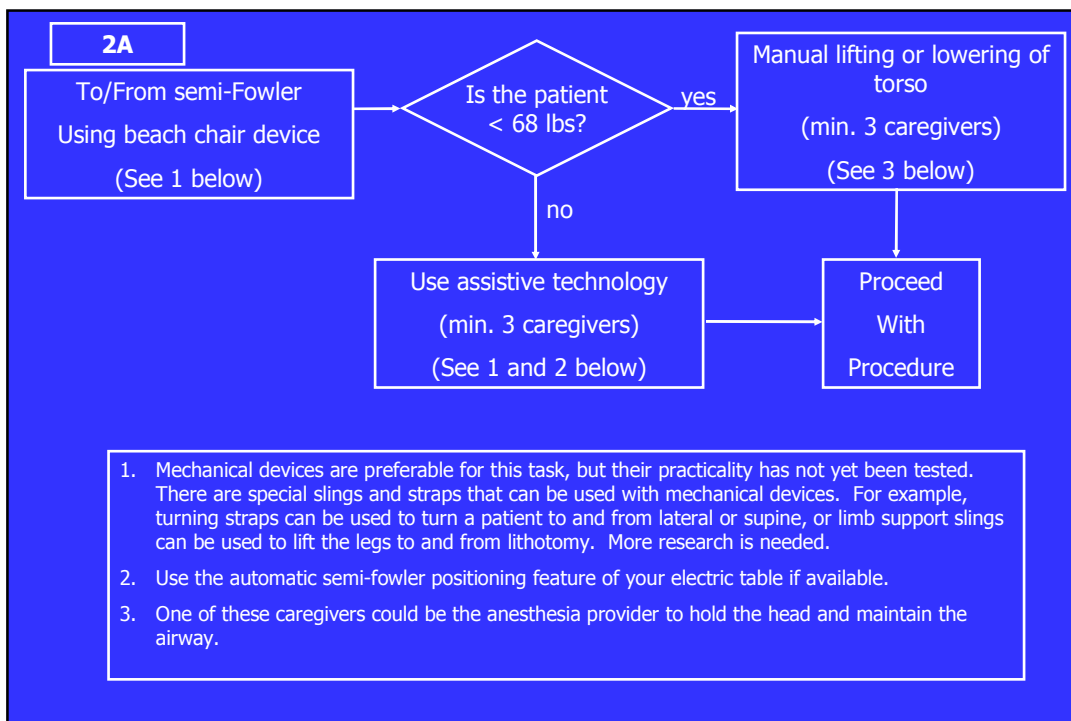 2A
To/From semi-Fowler
Using beach chair device
(See 1 below)
Is the patient
< 68 lbs?
yes
Manual lifting or lowering of
torso
(min. 3 caregivers)
(See 3 below)
no
Use assistive technology
(min. 3 caregivers)
(See 1 and 2 below)
Proceed
With
Procedure
1. Mechanical devices are preferable for this task, but their practicality has not yet been tested.
There are special slings and straps that can be used with mechanical devices. For example,
turning straps can be used to turn a patient to and from lateral or supine, or limb support slings
can be used to lift the legs to and from lithotomy. More research is needed.
2. Use the automatic semi-fowler positioning feature of your electric table if available.
3. One of these caregivers could be the anesthesia provider to hold the head and maintain the
airway.